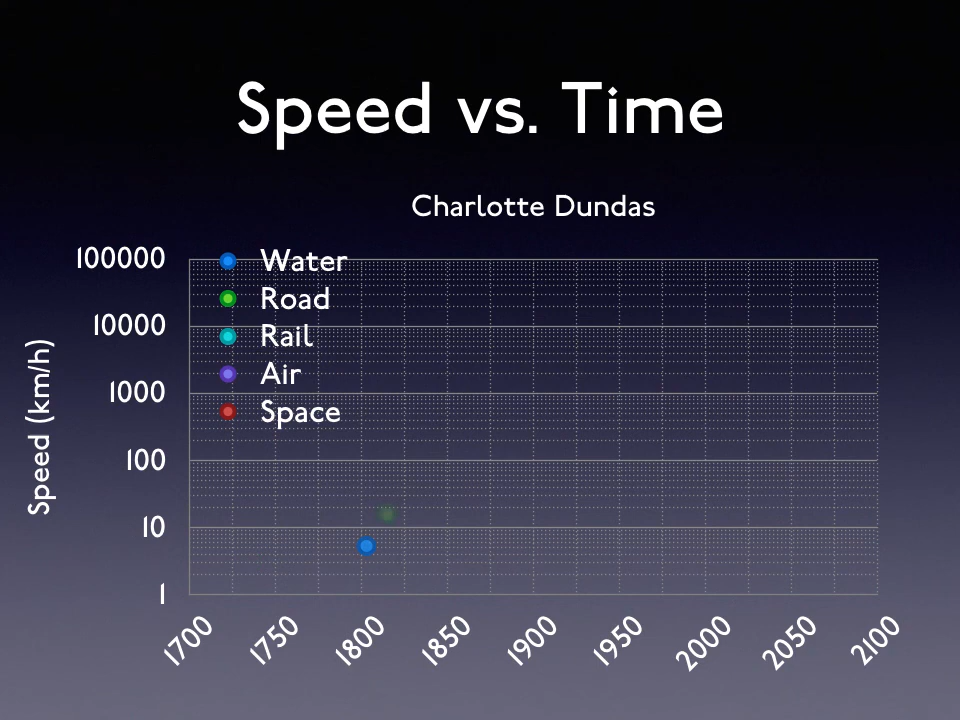 Speed vs. Time
Charlotte Dundas
Water
Road
Rail
Air
Space
Speed (km/h)
100000
10000
1000
100
10
1
1700
1750
1800
1850
1900
1950
2000
2050
2100